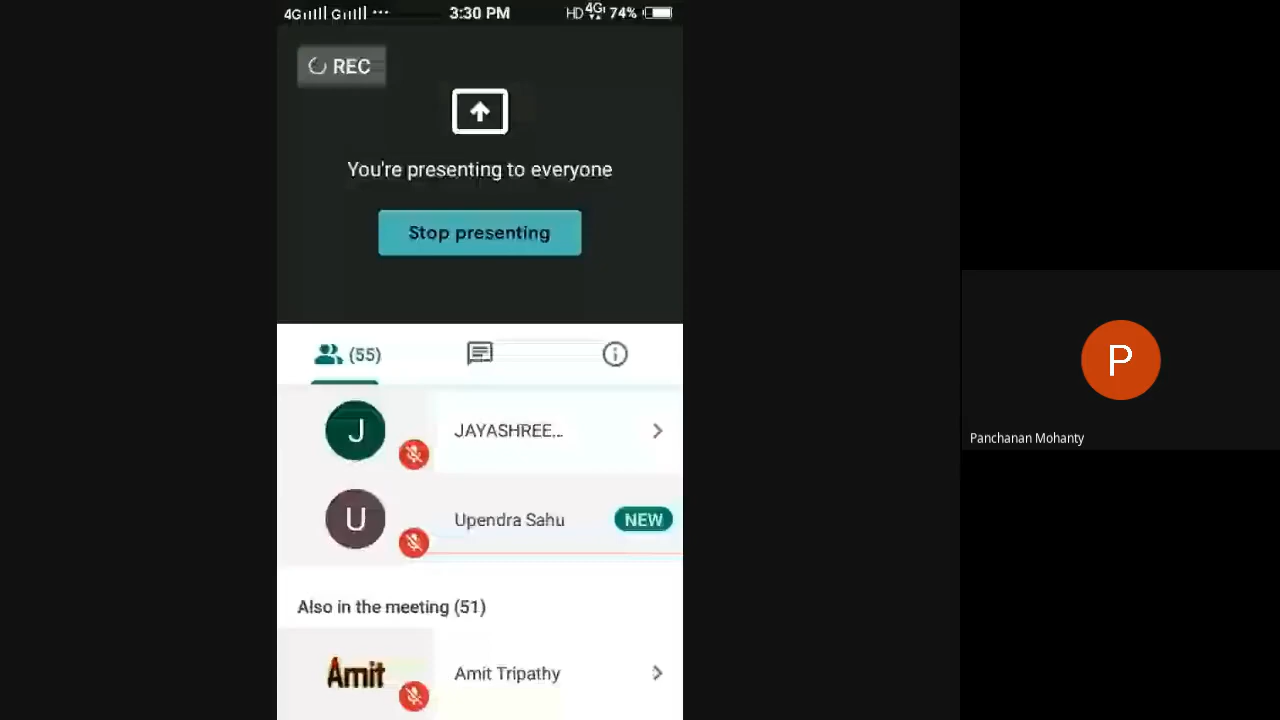 4G G ••• 3:30 PM HD 4G 74%
REC
You're presenting to everyone
Stop presenting
(55)
J JAYASHREE...
U Upendra Sahu NEW
Also in the meeting (51)
Amit Amit Tripathy
P
Panchanan Mohanty